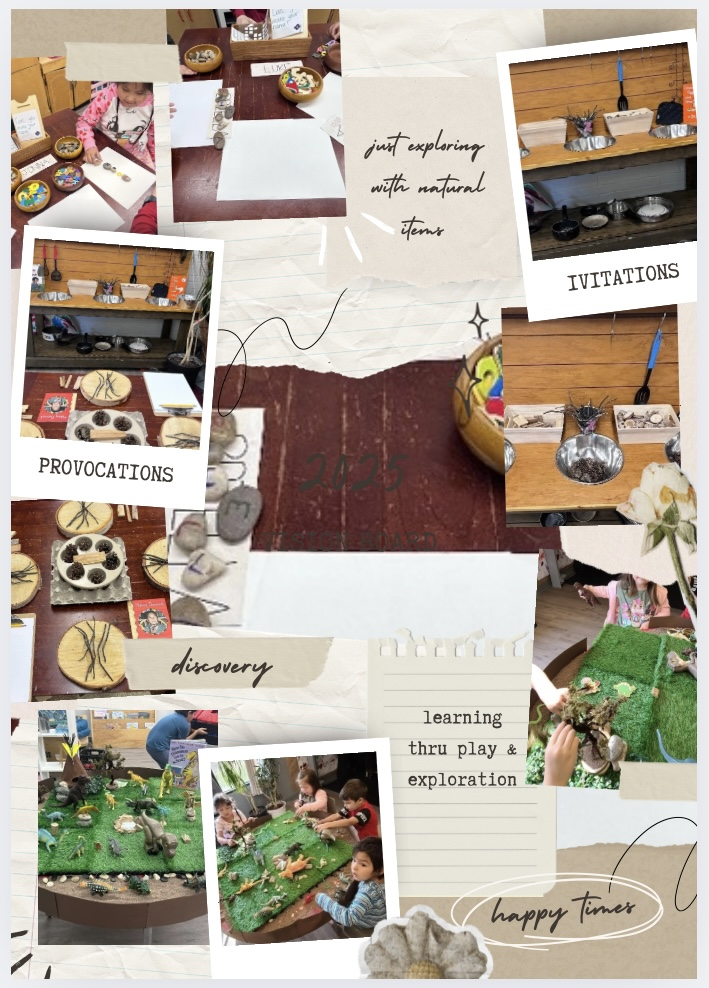 just exploring
with natural
items
IVITATIONS
PROVOCATIONS
2025
discovery
learning
thru play &
exploration
happy times